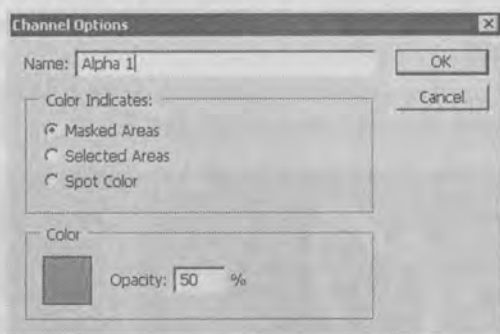 Channel Options
Name: Alpha 1
OK
Cancel
Color Indicates:
Masked Areas
Selected Areas
Spot Color
Color
Opacity: 50 %